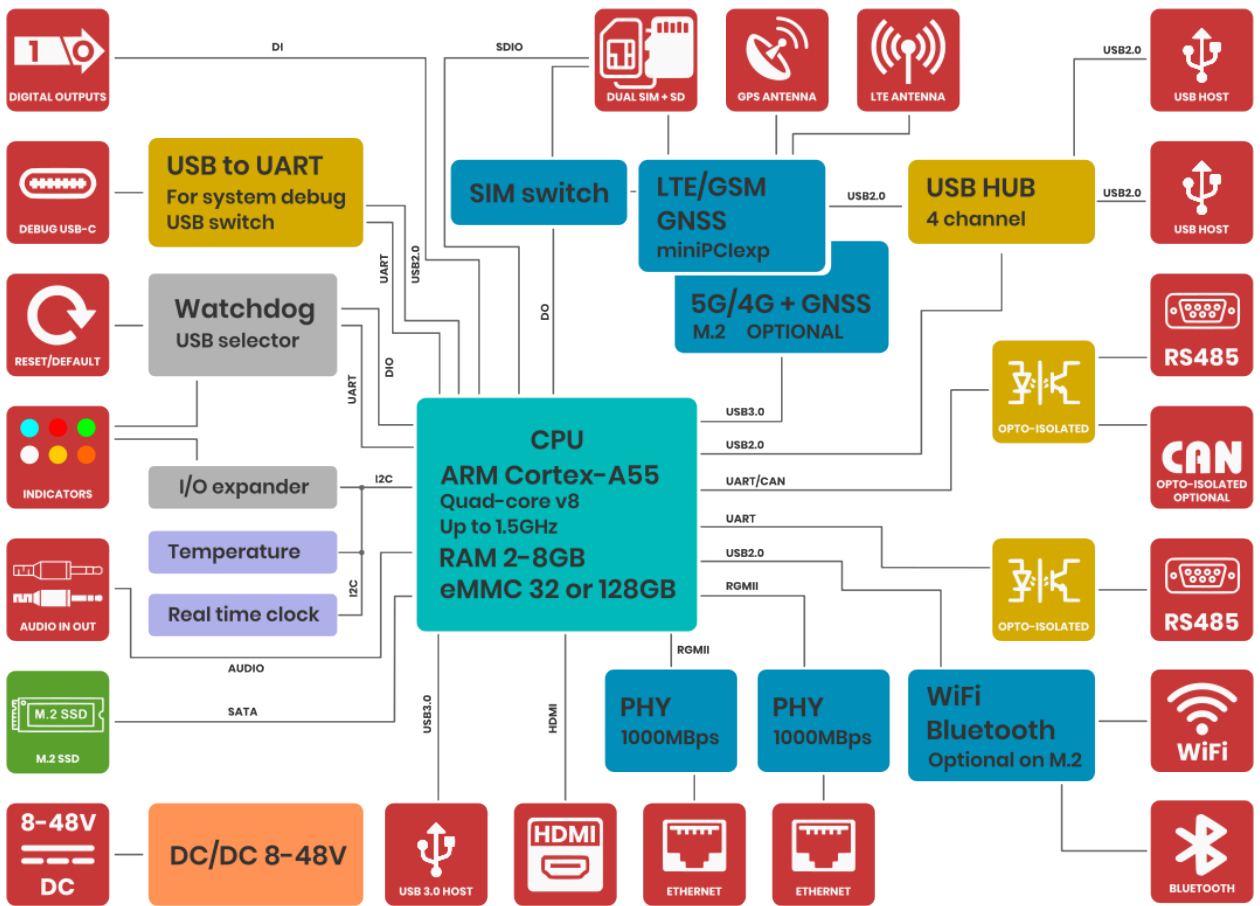 1 0
DIGITAL OUTPUTS
DI
SDIO
DUAL SIM + SD
GPS ANTENNA
LTE ANTENNA
USB2.0
USB HOST
DEBUG USB-C
USB to UART
For system debug
USB switch
UART
USB2.0
SIM switch
DO
LTE/GSM
GNSS
miniPCIexp
USB2.0
USB HUB
4 channel
USB2.0
USB HOST
5G/4G + GNSS
M.2 OPTIONAL
RESET/DEFAULT
Watchdog
USB selector
DIO
UART
RS485
OPTO-ISOLATED
CAN
OPTO-ISOLATED
OPTIONAL
INDICATORS
I/O expander
I2C
Temperature
Real time clock
I2C
CPU
ARM Cortex-A55
Quad-core v8
Up to 1.5GHz
RAM 2-8GB
eMMC 32 or 128GB
USB3.0
USB2.0
UART/CAN
UART
USB2.0
RGMII
OPTO-ISOLATED
RS485
AUDIO IN OUT
AUDIO
M.2 SSD
M.2 SSD
SATA
USB3.0
HDMI
RGMII
PHY
1000MBps
PHY
1000MBps
WiFi
Bluetooth
Optional on M.2
WiFi
8-48V
DC
DC/DC 8-48V
USB 3.0 HOST
HDMI
ETHERNET
ETHERNET
BLUETOOTH